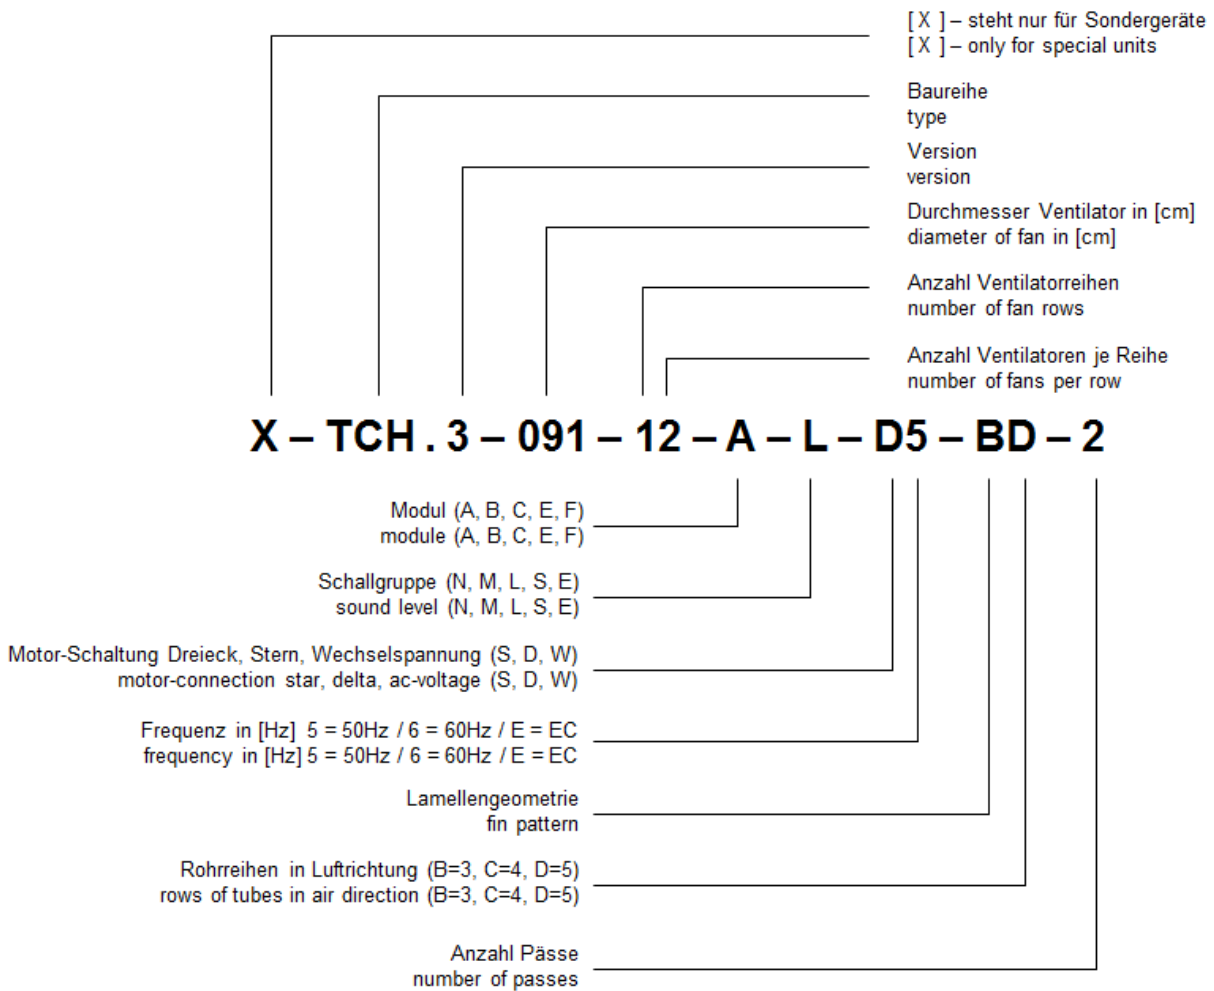 [ X ] – steht nur für Sondergeräte
[ X ] – only for special units
Baureihe
type
Version
version
Durchmesser Ventilator in [cm]
diameter of fan in [cm]
Anzahl Ventilatorreihen
number of fan rows
Anzahl Ventilatoren je Reihe
number of fans per row
X – TCH . 3 – 091 – 12 – A – L – D5 – BD – 2
Modul (A, B, C, E, F)
module (A, B, C, E, F)
Schallgruppe (N, M, L, S, E)
sound level (N, M, L, S, E)
Motor-Schaltung Dreieck, Stern, Wechselspannung (S, D, W)
motor-connection star, delta, ac-voltage (S, D, W)
Frequenz in [Hz] 5 = 50Hz / 6 = 60Hz / E = EC
frequency in [Hz] 5 = 50Hz / 6 = 60Hz / E = EC
Lamellengeometrie
fin pattern
Rohrreihen in Luftrichtung (B=3, C=4, D=5)
rows of tubes in air direction (B=3, C=4, D=5)
Anzahl Pässe
number of passes